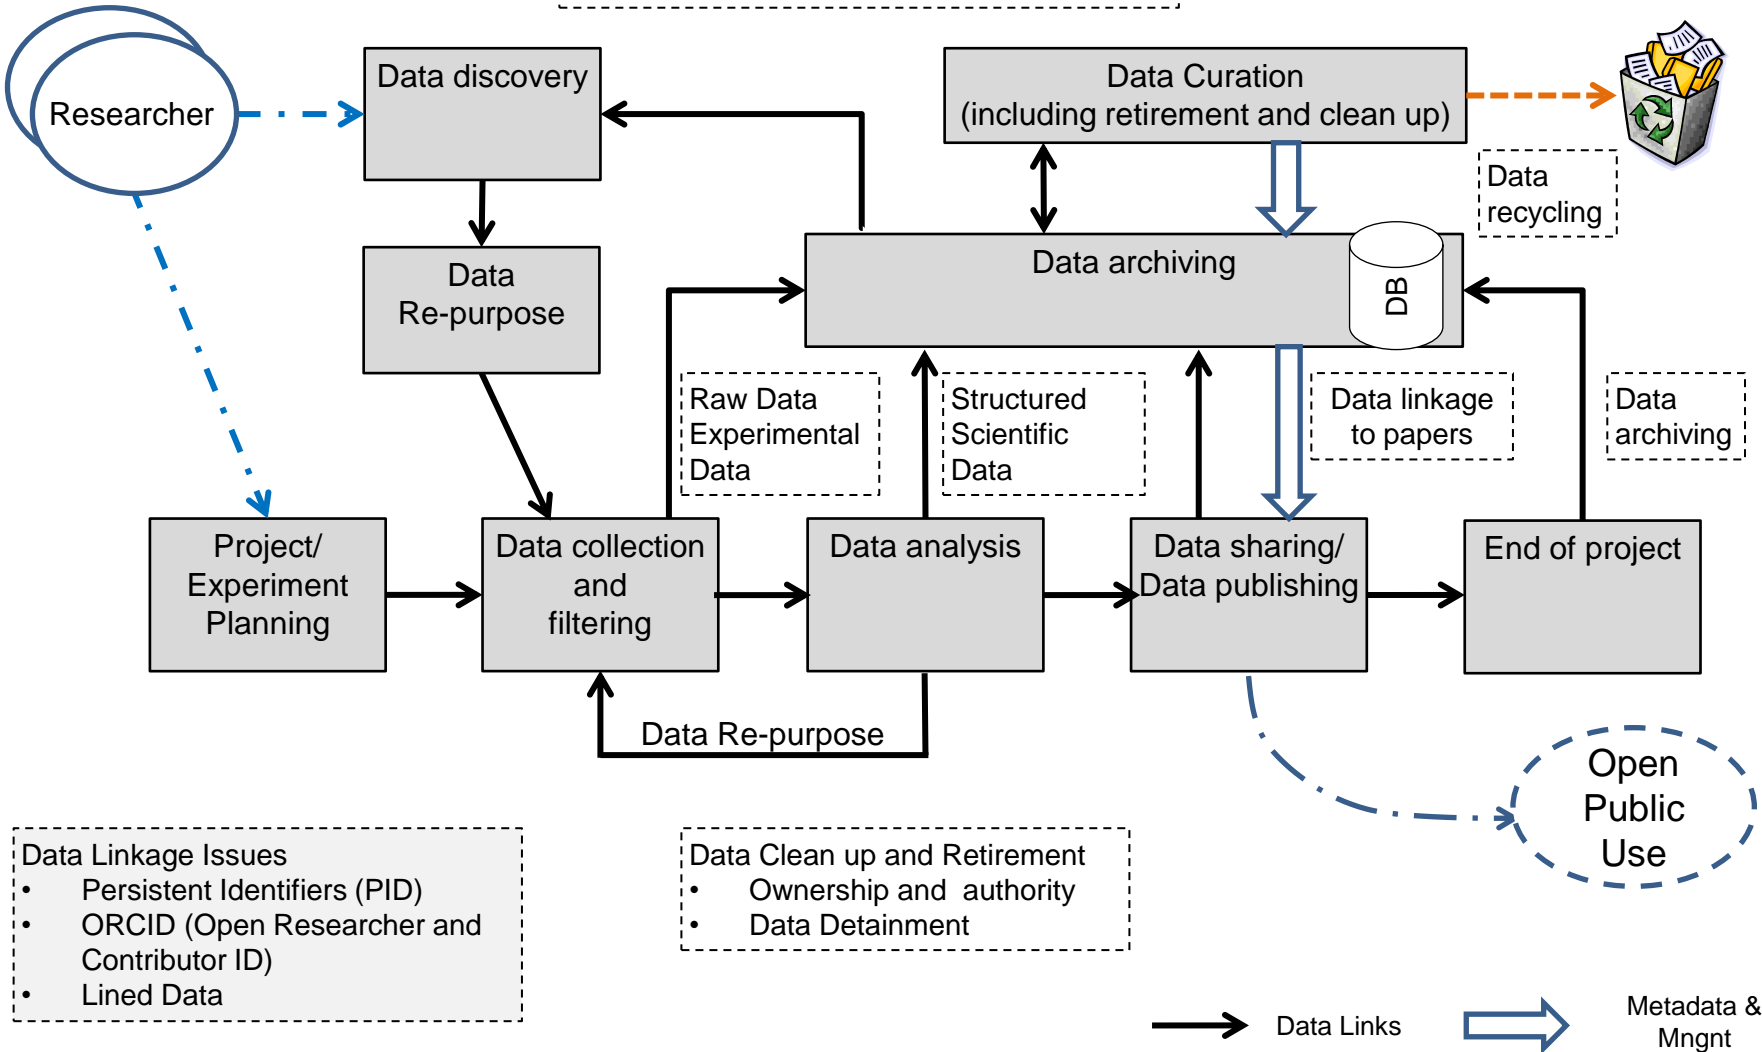 Researcher
Data discovery
Data Curation
(including retirement and clean up)
Data
recycling
Data
Re-purpose
Data archiving
DB
Raw Data
Experimental
Data
Structured
Scientific
Data
Data linkage
to papers
Data
archiving
Project/
Experiment
Planning
Data collection
and
filtering
Data analysis
Data sharing/
Data publishing
End of project
Data Re-purpose
Open
Public
Use
Data Linkage Issues
• Persistent Identifiers (PID)
• ORCID (Open Researcher and
Contributor ID)
• Lined Data
Data Clean up and Retirement
• Ownership and authority
• Data Detainment
Data Links
Metadata &
Mngnt